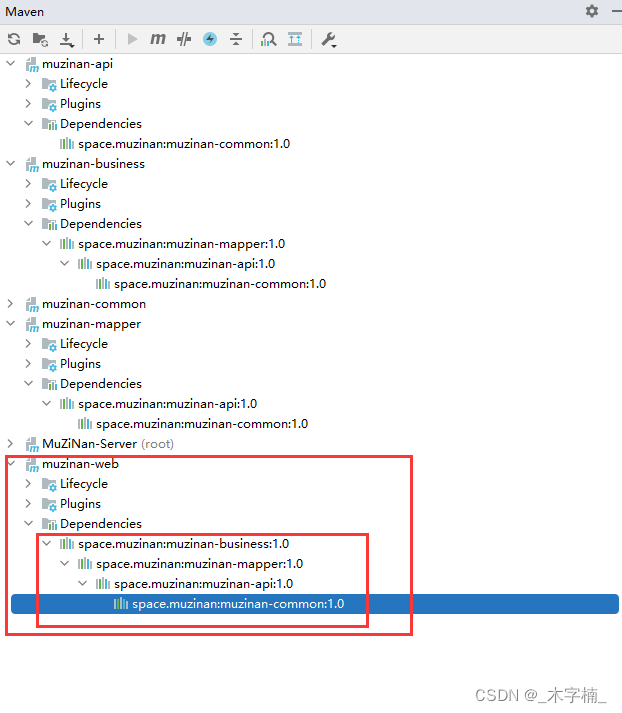 Maven
muzinan-api
Lifecycle
Plugins
Dependencies
space.muzinan:muzinan-common:1.0
muzinan-business
Lifecycle
Plugins
Dependencies
space.muzinan:muzinan-mapper:1.0
space.muzinan:muzinan-api:1.0
space.muzinan:muzinan-common:1.0
muzinan-common
muzinan-mapper
Lifecycle
Plugins
Dependencies
space.muzinan:muzinan-api:1.0
space.muzinan:muzinan-common:1.0
MuZiNan-Server (root)
muzinan-web
Lifecycle
Plugins
Dependencies
space.muzinan:muzinan-business:1.0
space.muzinan:muzinan-mapper:1.0
space.muzinan:muzinan-api:1.0
space.muzinan:muzinan-common:1.0
CSDN @_木字楠_